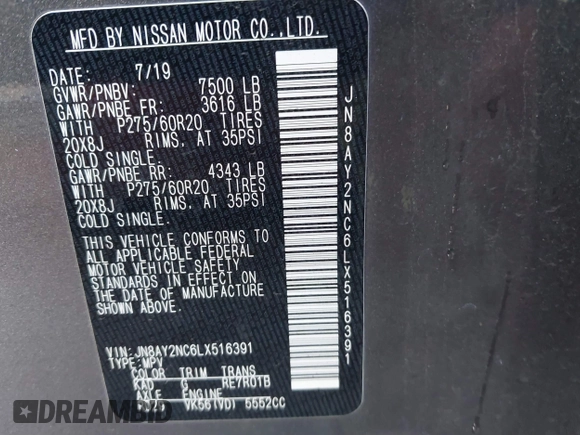 MFD BY NISSAN MOTOR CO.,LTD.
DATE: 7/19
GVWR/PNBV: 7500 LB
GAWR/PNBE FR: 3616 LB
WITH P275/60R20 TIRES
20X8J RIMS, AT 35PSI
COLD SINGLE.
GAWR/PNBE RR: 4343 LB
WITH P275/60R20 TIRES
20X8J RIMS, AT 35PSI
COLD SINGLE.
THIS VEHICLE CONFORMS TO
ALL APPLICABLE FEDERAL
MOTOR VEHICLE SAFETY
STANDARDS IN EFFECT ON
THE DATE OF MANUFACTURE
SHOWN ABOVE.
VIN: JN8AY2NC6LX516391
TYPE: MPV
COLOR TRIM TRANS
KAD G RE7R01B
AXLE ENGINE
VK56(VD) 5552CC
JN8AY2NC6LX516391
DREAMBID